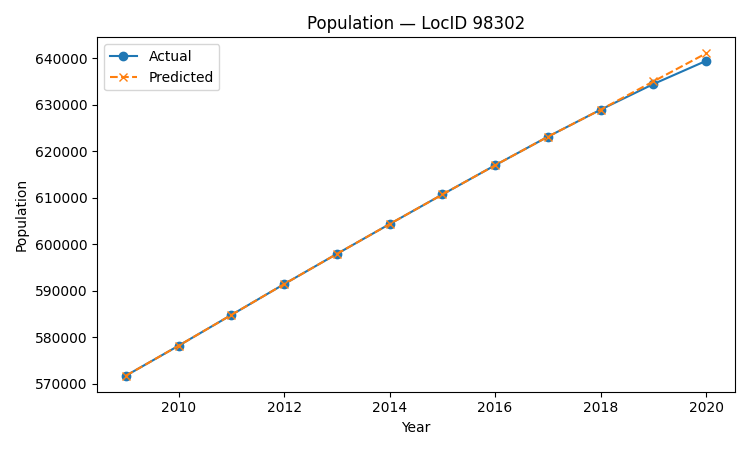 Population — LocID 98302
Actual
Predicted
640000
630000
620000
610000
600000
590000
580000
570000
Population
2010 2012 2014 2016 2018 2020
Year